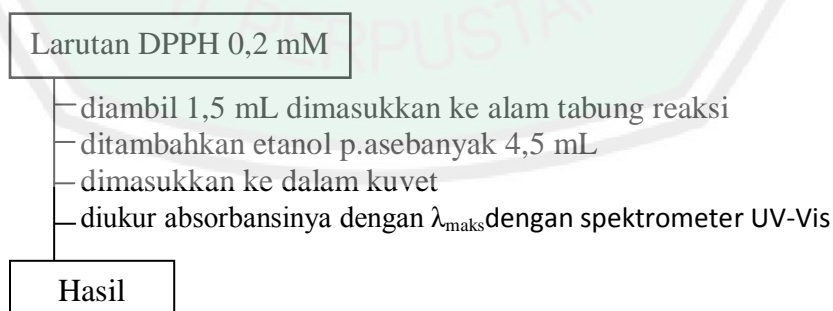 PERPUSTA
Larutan DPPH 0,2 mM
diambil 1,5 mL dimasukkan ke alam tabung reaksi
ditambahkan etanol p.asebanyak 4,5 mL
dimasukkan ke dalam kuvet
diukur absorbansinya dengan λmaksdengan spektrometer UV-Vis
Hasil